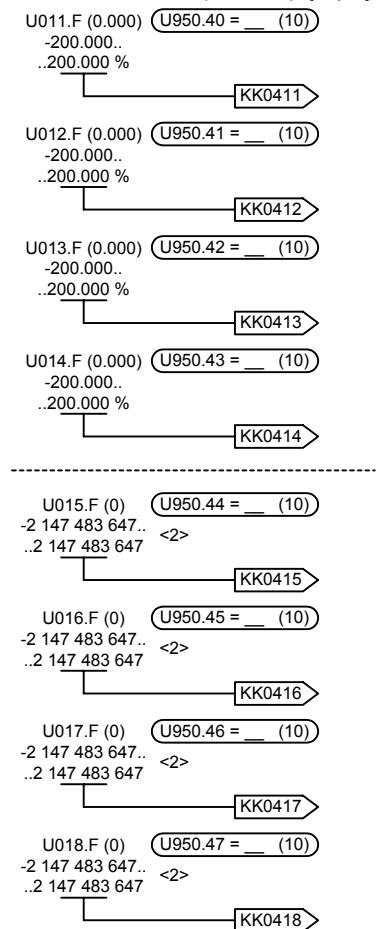 U011.F (0.000) U950.40 = __ (10)
-200.000..
..200.000 %
KK0411
U012.F (0.000) U950.41 = __ (10)
-200.000..
..200.000 %
KK0412
U013.F (0.000) U950.42 = __ (10)
-200.000..
..200.000 %
KK0413
U014.F (0.000) U950.43 = __ (10)
-200.000..
..200.000 %
KK0414
U015.F (0) U950.44 = __ (10)
-2 147 483 647.. <2>
..2 147 483 647
KK0415
U016.F (0) U950.45 = __ (10)
-2 147 483 647.. <2>
..2 147 483 647
KK0416
U017.F (0) U950.46 = __ (10)
-2 147 483 647.. <2>
..2 147 483 647
KK0417
U018.F (0) U950.47 = __ (10)
-2 147 483 647.. <2>
..2 147 483 647
KK0418